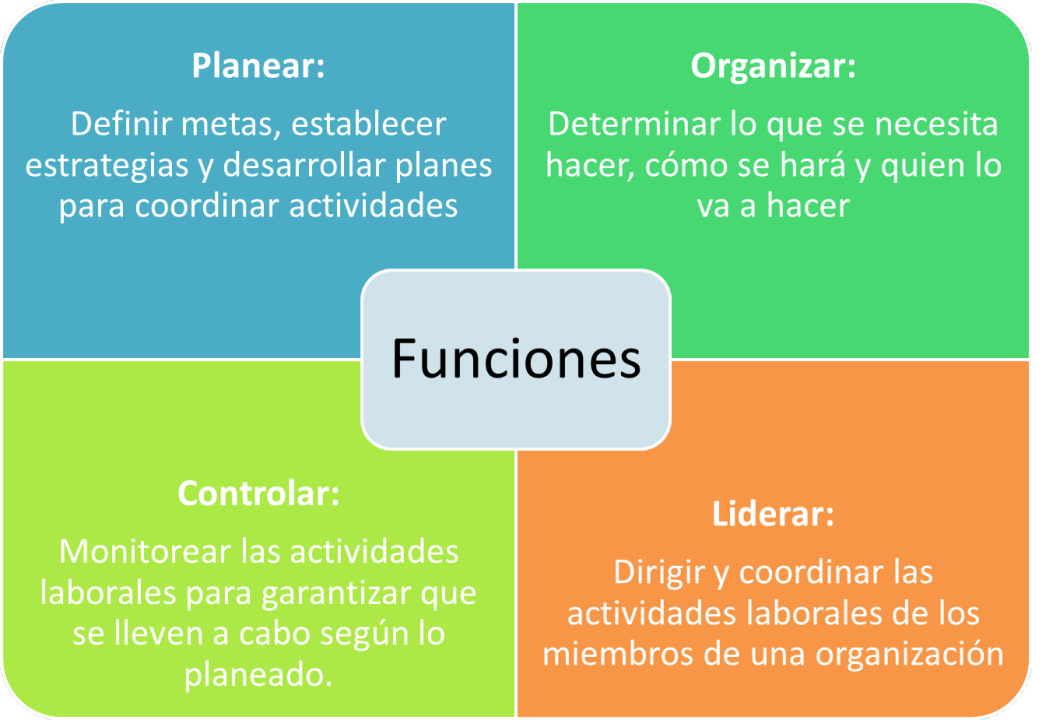 Planear:
Definir metas, establecer
estrategias y desarrollar planes
para coordinar actividades
Organizar:
Determinar lo que se necesita
hacer, cómo se hará y quien lo
va a hacer
Funciones
Controlar:
Monitorear las actividades
laborales para garantizar que
se lleven a cabo según lo
planeado.
Liderar:
Dirigir y coordinar las
actividades laborales de los
miembros de una organización